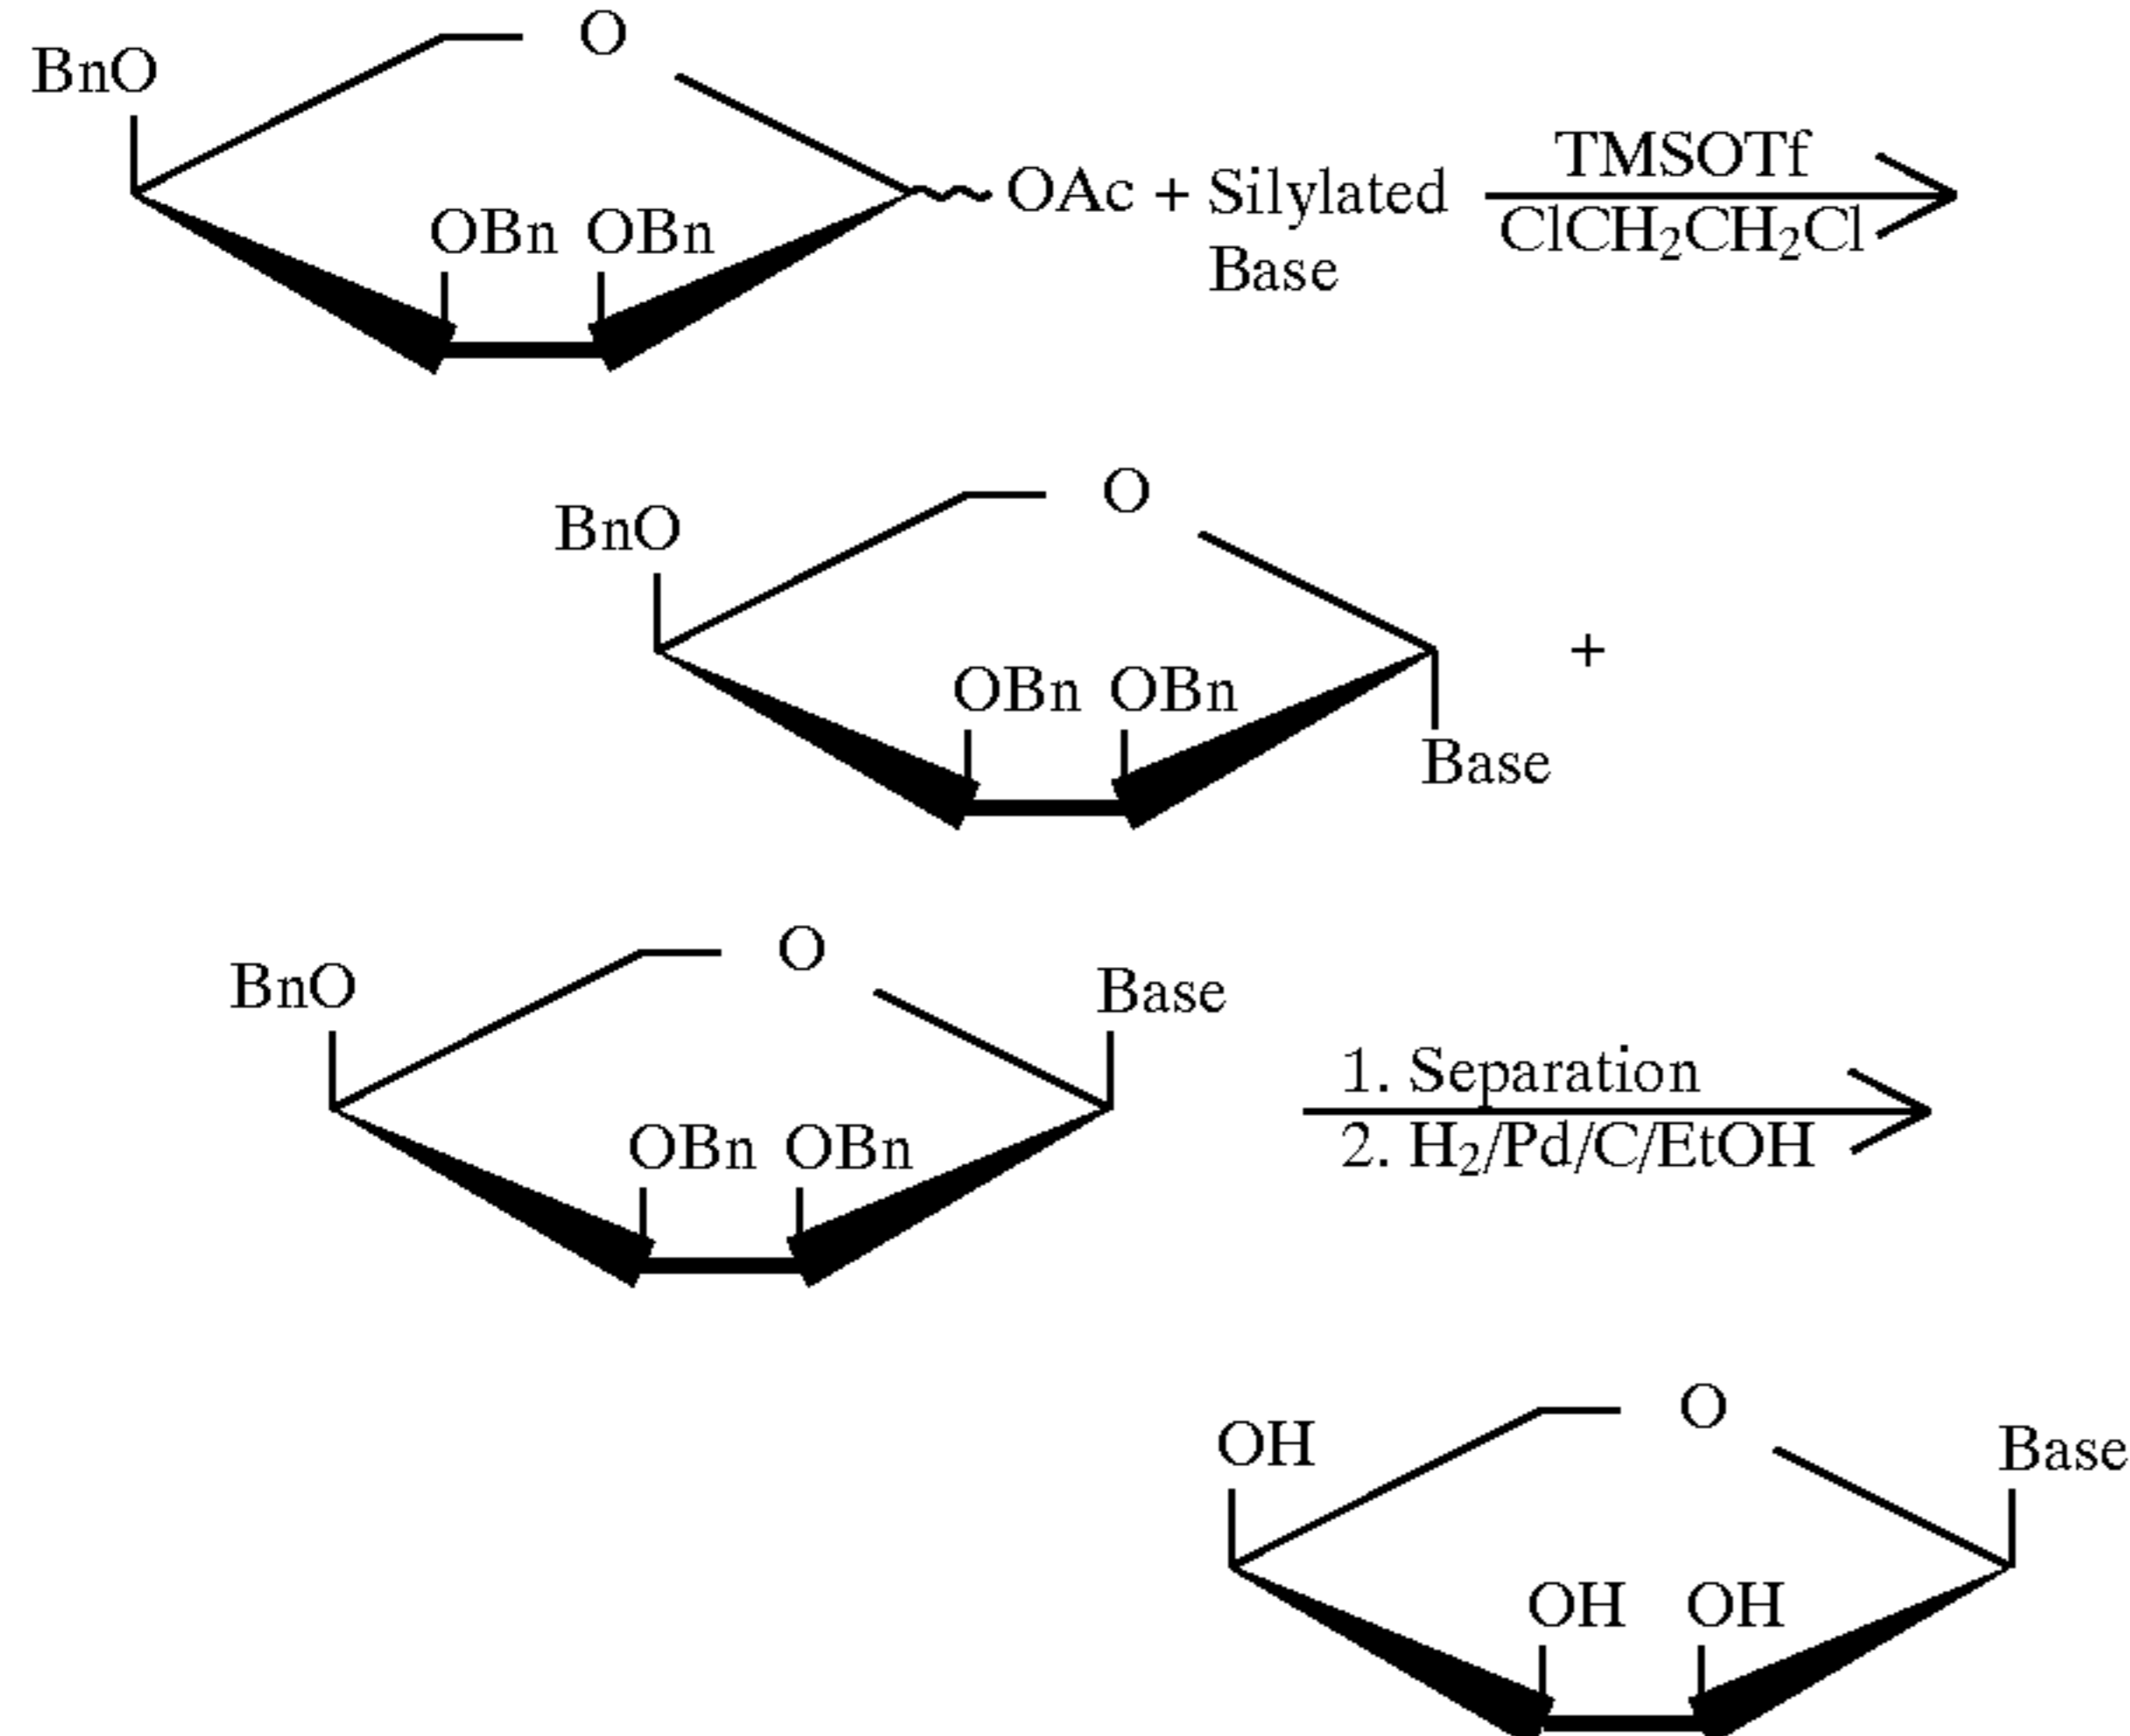 O
BnO
OBn OBn
OAc + Silylated
Base
TMSOTf
ClCH₂CH₂Cl
O
BnO
OBn OBn
Base
+
O
BnO
Base
OBn OBn
1. Separation
2. H₂/Pd/C/EtOH
O
OH
Base
OH OH